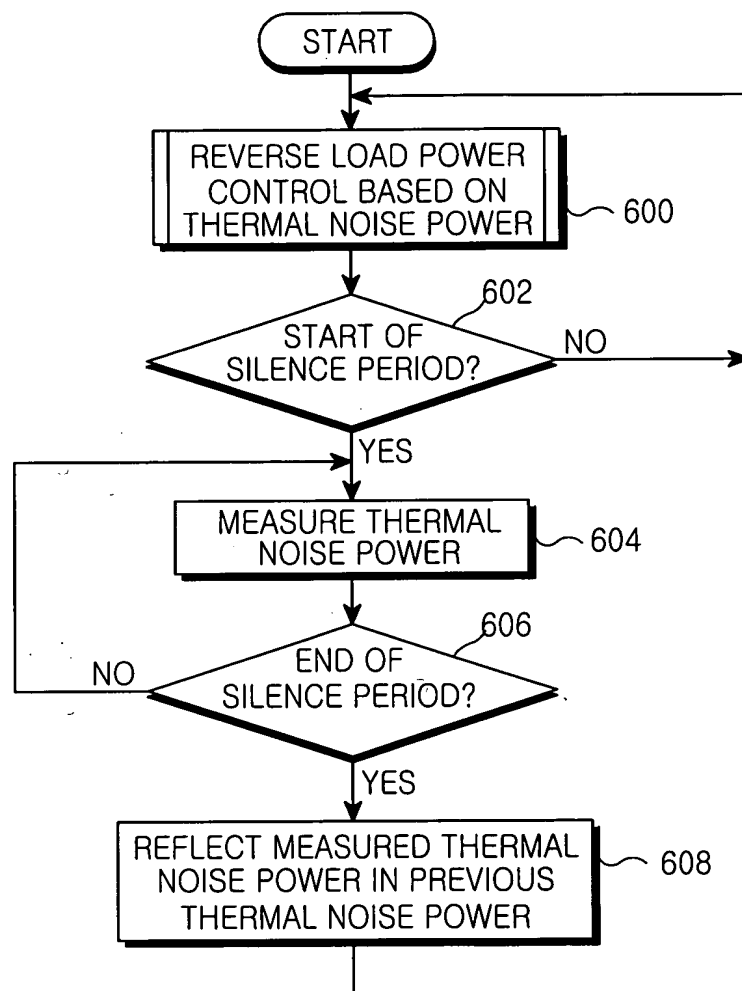 START
REVERSE LOAD POWER
CONTROL BASED ON
THERMAL NOISE POWER
600
602
START OF
SILENCE PERIOD?
NO
YES
MEASURE THERMAL
NOISE POWER
604
606
END OF
SILENCE PERIOD?
NO
YES
REFLECT MEASURED THERMAL
NOISE POWER IN PREVIOUS
THERMAL NOISE POWER
608